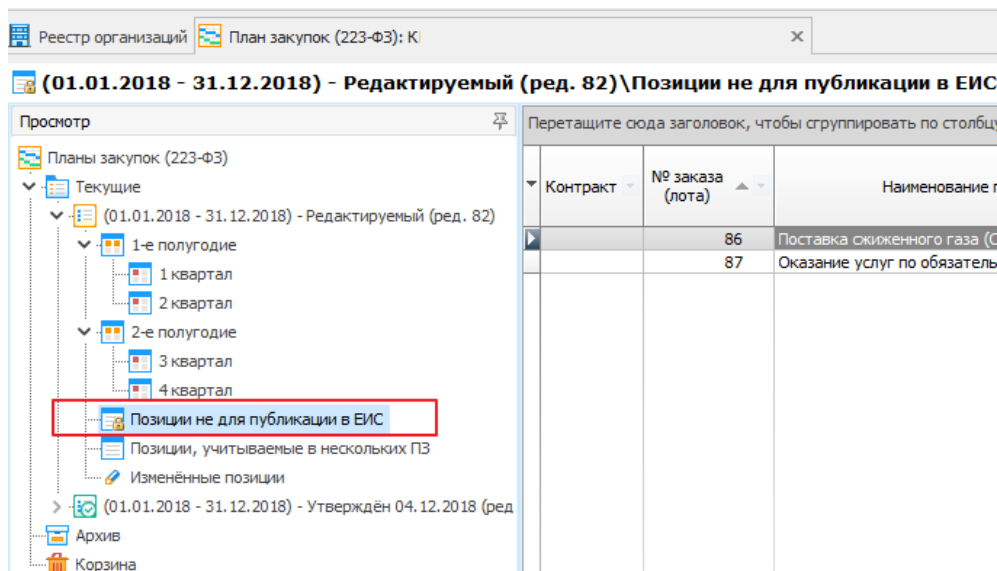 Реестр организаций
План закупок (223-ФЗ):
(01.01.2018 - 31.12.2018) - Редактируемый (ред. 82)\Позиции не для публикации в ЕИС
Просмотр
Перетащите сюда заголовок, чтобы сгруппировать по столбцу
Планы закупок (223-ФЗ)
Текущие
(01.01.2018 - 31.12.2018) - Редактируемый (ред. 82)
1-е полугодие
1 квартал
2 квартал
2-е полугодие
3 квартал
4 квартал
Позиции не для публикации в ЕИС
Позиции, учитываемые в нескольких ПЗ
Изменённые позиции
(01.01.2018 - 31.12.2018) - Утверждён 04.12.2018 (ред
Архив
Корзина
Контракт
№ заказа
(лота)
Наименование
86
Поставка сжиженного газа
87
Оказание услуг по